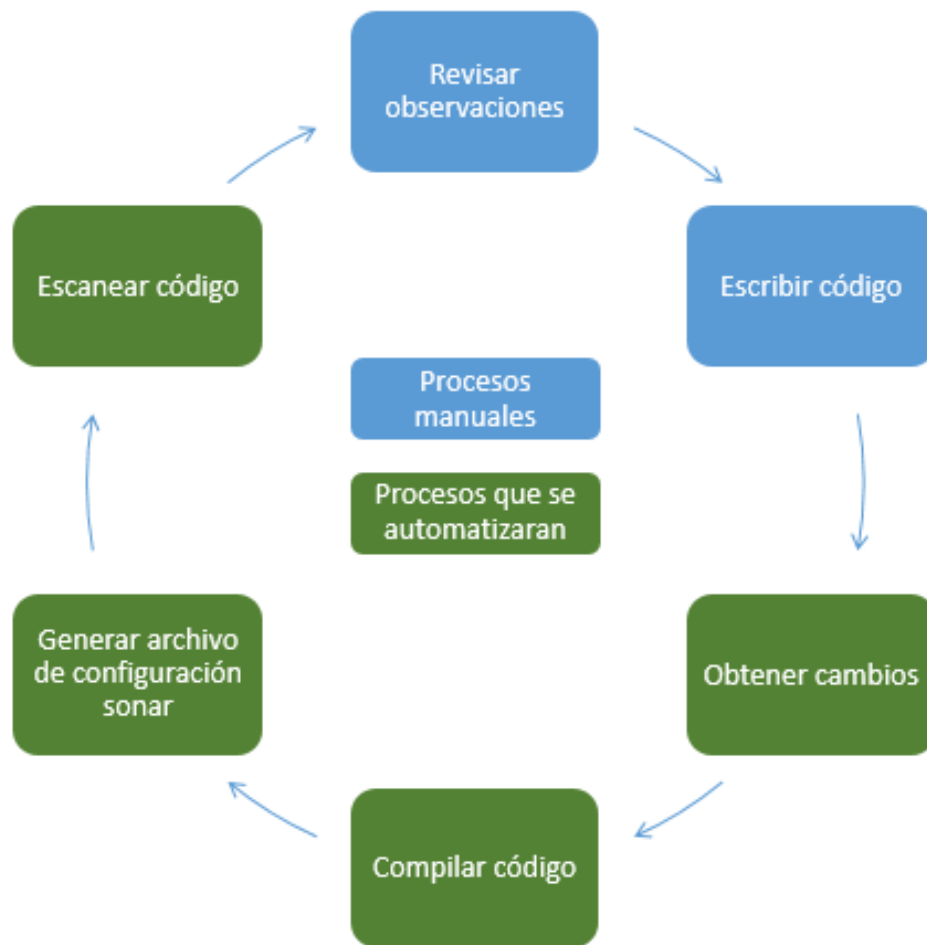 Revisar
observaciones
Escanear código
Escribir código
Procesos
manuales
Procesos que se
automatizaran
Generar archivo
de configuración
sonar
Obtener cambios
Compilar código